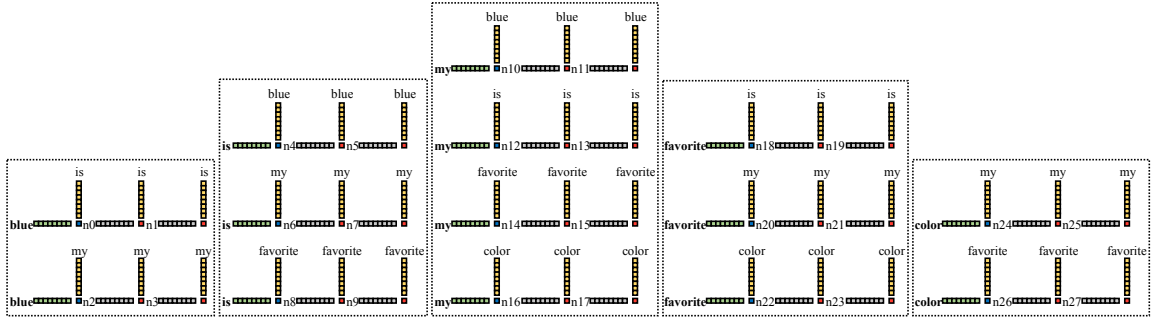 blue blue blue
my n10 n11
blue blue blue is is is is is is
is n4 n5 my n12 n13 favorite n18 n19
is is is my my my favorite favorite favorite my my my my my my
blue n0 n1 is n6 n7 my n14 n15 favorite n20 n21 color n24 n25
my my my favorite favorite favorite color color color color color color favorite favorite favorite
blue n2 n3 is n8 n9 my n16 n17 favorite n22 n23 color n26 n27